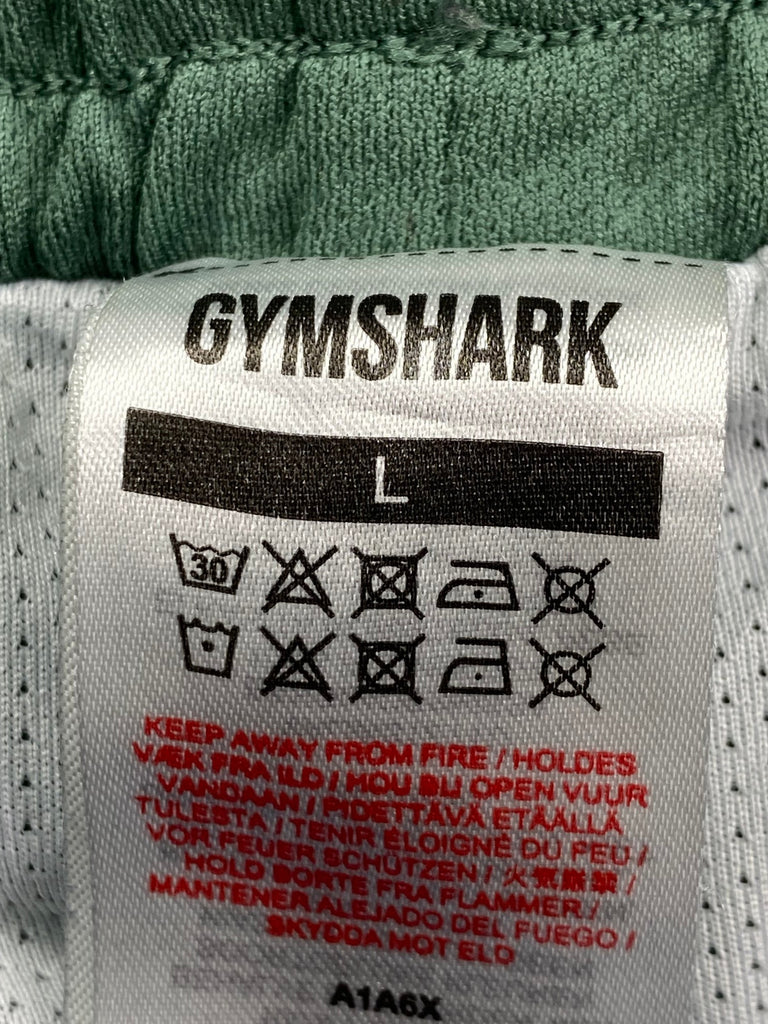 GYMSHARK
L
30
KEEP AWAY FROM FIRE / HOLDES
VÆK FRA ILD / HOU BIJ OPEN VUUR
VANDAAN / PIDETTÄVÄ ETÄÄLLÄ
TULESTA / TENIR ÉLOIGNÉ DU FEU /
VOR FEUER SCHÜTZEN / 火気厳禁 /
HOLD BORTE FRA FLAMMER /
MANTENER ALEJADO DEL FUEGO /
SKYDDA MOT ELD
A1A6X